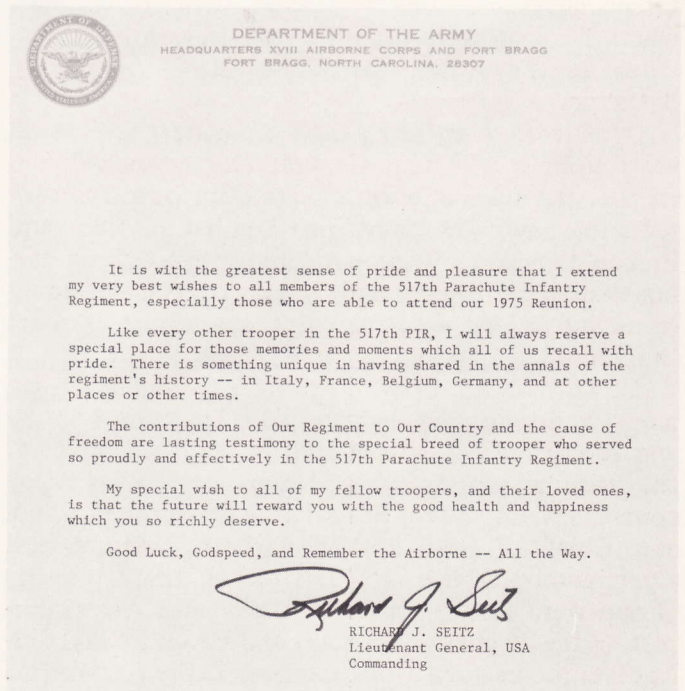 DEPARTMENT OF DEFENSE
UNITED STATES OF AMERICA
DEPARTMENT OF THE ARMY
HEADQUARTERS XVIII AIRBORNE CORPS AND FORT BRAGG
FORT BRAGG, NORTH CAROLINA, 28307
It is with the greatest sense of pride and pleasure that I extend
my very best wishes to all members of the 517th Parachute Infantry
Regiment, especially those who are able to attend our 1975 Reunion.
Like every other trooper in the 517th PIR, I will always reserve a
special place for those memories and moments which all of us recall with
pride. There is something unique in having shared in the annals of the
regiment's history -- in Italy, France, Belgium, Germany, and at other
places or other times.
The contributions of Our Regiment to Our Country and the cause of
freedom are lasting testimony to the special breed of trooper who served
so proudly and effectively in the 517th Parachute Infantry Regiment.
My special wish to all of my fellow troopers, and their loved ones,
is that the future will reward you with the good health and happiness
which you so richly deserve.
Good Luck, Godspeed, and Remember the Airborne -- All the Way.
Richard J. Seitz
RICHARD J. SEITZ
Lieutenant General, USA
Commanding